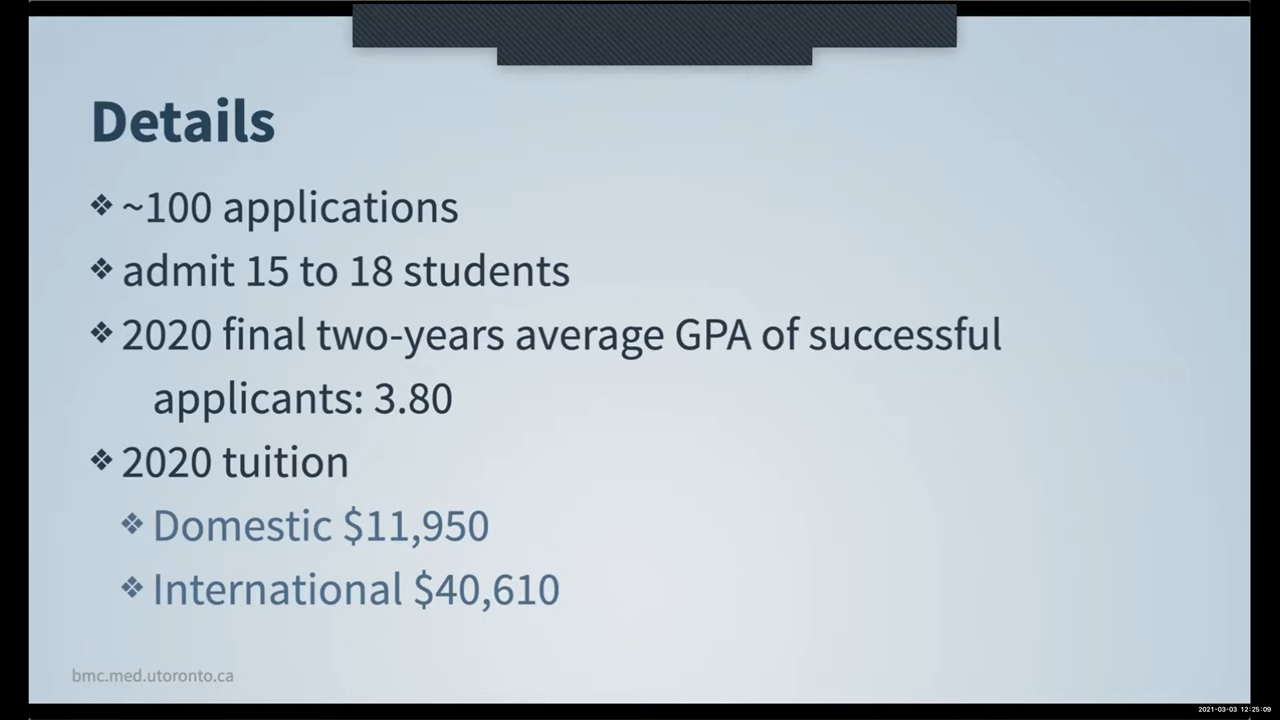 Details
❖ ~100 applications
❖ admit 15 to 18 students
❖ 2020 final two-years average GPA of successful
applicants: 3.80
❖ 2020 tuition
❖ Domestic $11,950
❖ International $40,610
bmc.med.utoronto.ca
2021-03-03 12:25:09